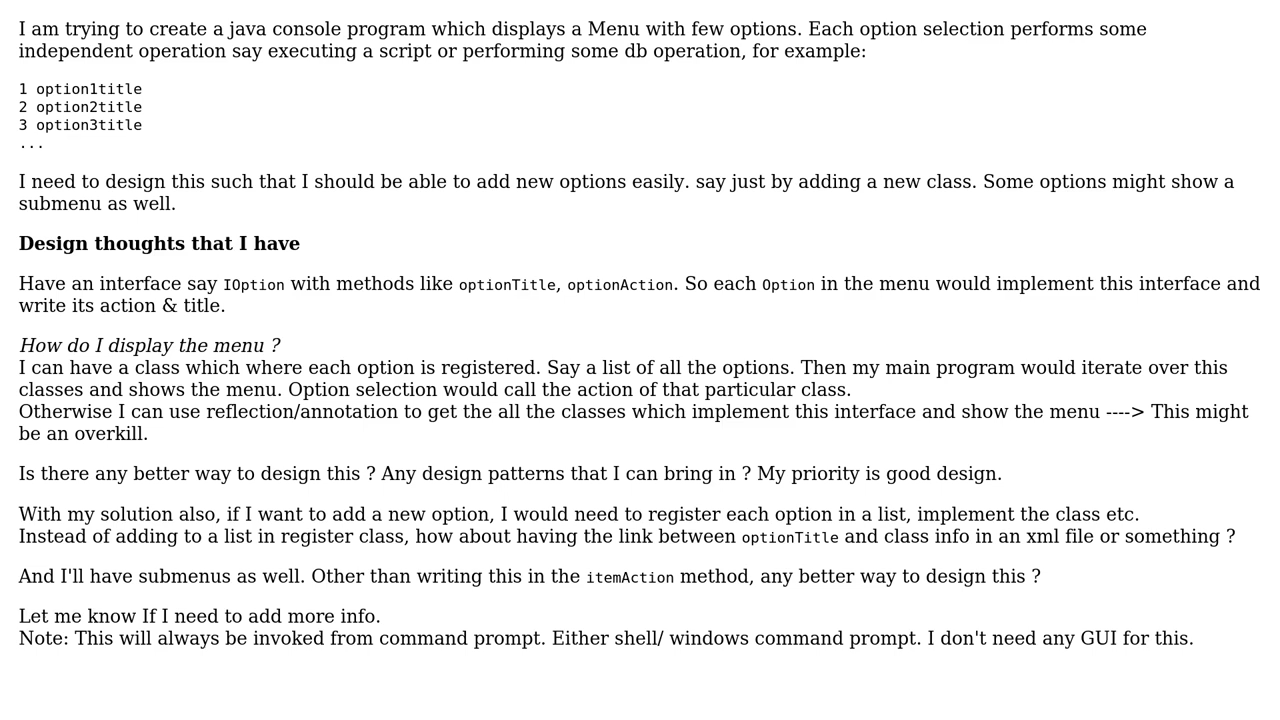 I am trying to create a java console program which displays a Menu with few options. Each option selection performs some
independent operation say executing a script or performing some db operation, for example:
1 option1title
2 option2title
3 option3title
...
I need to design this such that I should be able to add new options easily. say just by adding a new class. Some options might show a
submenu as well.
Design thoughts that I have
Have an interface say IOption with methods like optionTitle, optionAction. So each Option in the menu would implement this interface and
write its action & title.
How do I display the menu ?
I can have a class which where each option is registered. Say a list of all the options. Then my main program would iterate over this
classes and shows the menu. Option selection would call the action of that particular class.
Otherwise I can use reflection/annotation to get the all the classes which implement this interface and show the menu ----> This might
be an overkill.
Is there any better way to design this ? Any design patterns that I can bring in ? My priority is good design.
With my solution also, if I want to add a new option, I would need to register each option in a list, implement the class etc.
Instead of adding to a list in register class, how about having the link between optionTitle and class info in an xml file or something ?
And I'll have submenus as well. Other than writing this in the itemAction method, any better way to design this ?
Let me know If I need to add more info.
Note: This will always be invoked from command prompt. Either shell/ windows command prompt. I don't need any GUI for this.